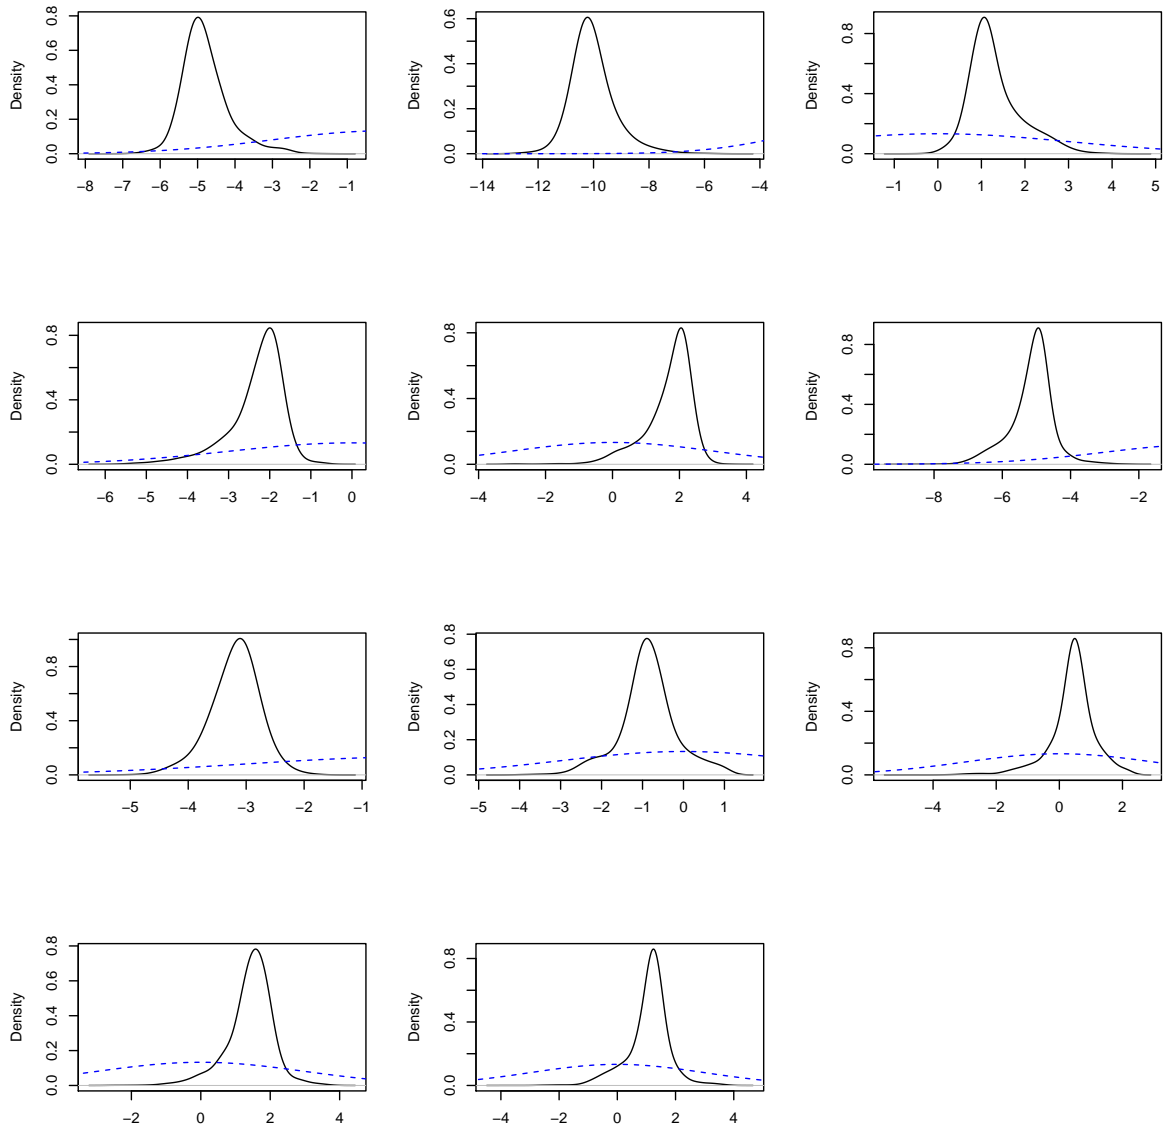 Density
0.0 0.2 0.4 0.6 0.8
−8 −7 −6 −5 −4 −3 −2 −1
Density
0.0 0.2 0.4 0.6
−14 −12 −10 −8 −6 −4
Density
0.0 0.4 0.8
−1 0 1 2 3 4 5
Density
0.0 0.4 0.8
−6 −5 −4 −3 −2 −1 0
Density
0.0 0.4 0.8
−4 −2 0 2 4
Density
0.0 0.4 0.8
−8 −6 −4 −2
Density
0.0 0.4 0.8
−5 −4 −3 −2 −1
Density
0.0 0.2 0.4 0.6 0.8
−5 −4 −3 −2 −1 0 1
Density
0.0 0.4 0.8
−4 −2 0 2
Density
0.0 0.2 0.4 0.6 0.8
−2 0 2 4
Density
0.0 0.4 0.8
−4 −2 0 2 4